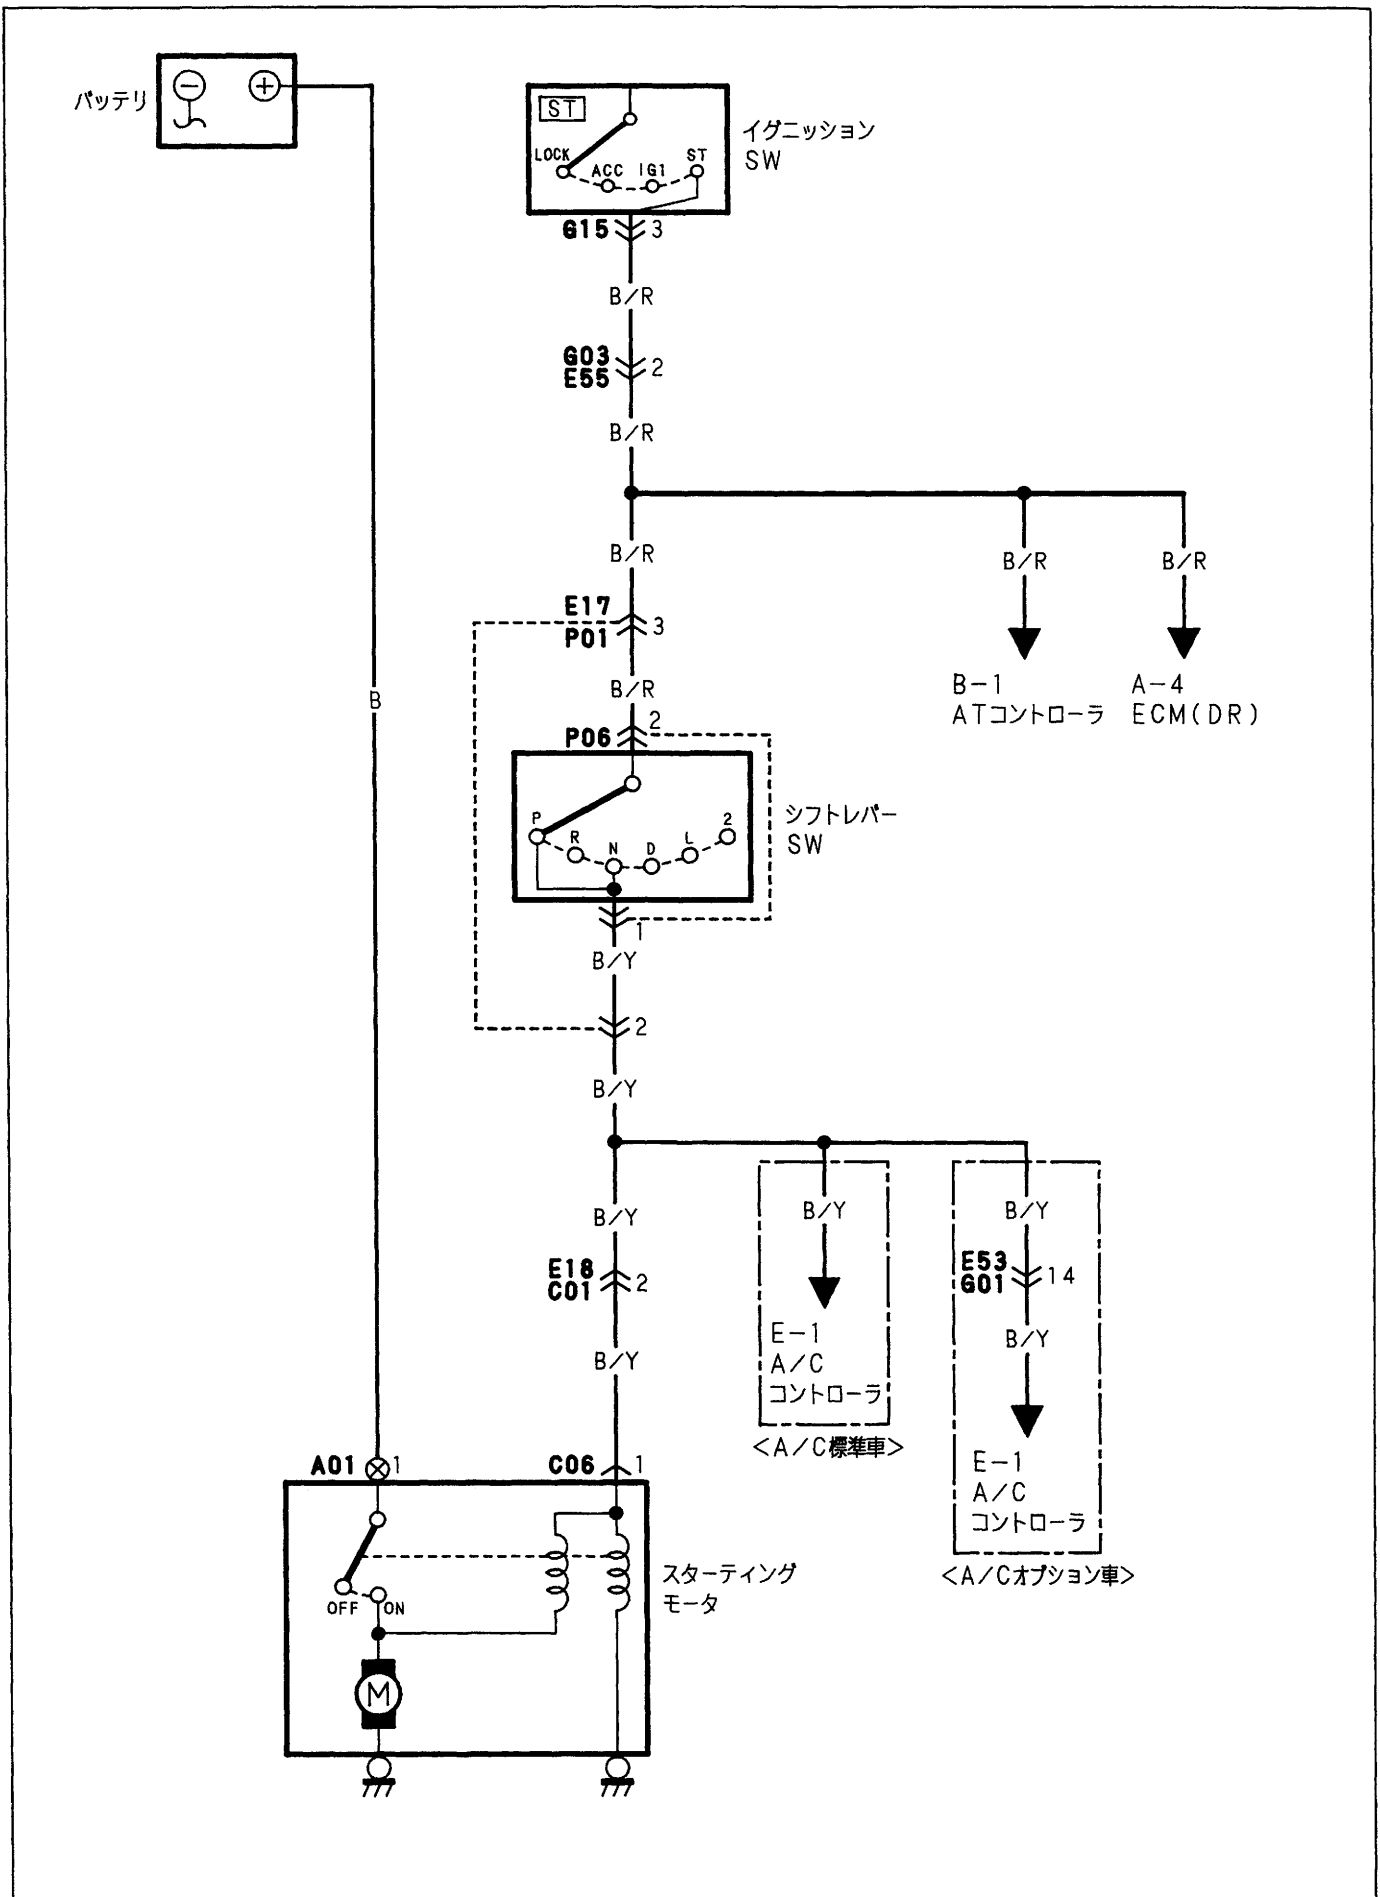 バッテリ
ST
イグニッション
SW
LOCK
ACC
IG1
ST
G15
3
B/R
G03
E55
2
B/R
B/R
B/R
B/R
E17
P01
3
B-1
ATコントローラ
A-4
ECM(DR)
B/R
B
P06
2
P
R
N
D
L
2
シフトレバー
SW
1
B/Y
2
B/Y
B/Y
B/Y
B/Y
E18
C01
2
E53
G01
14
B/Y
E-1
A/C
コントローラ
B/Y
<A/C標準車>
E-1
A/C
コントローラ
<A/Cオプション車>
A01
1
C06
1
OFF
ON
スターティング
モータ
M